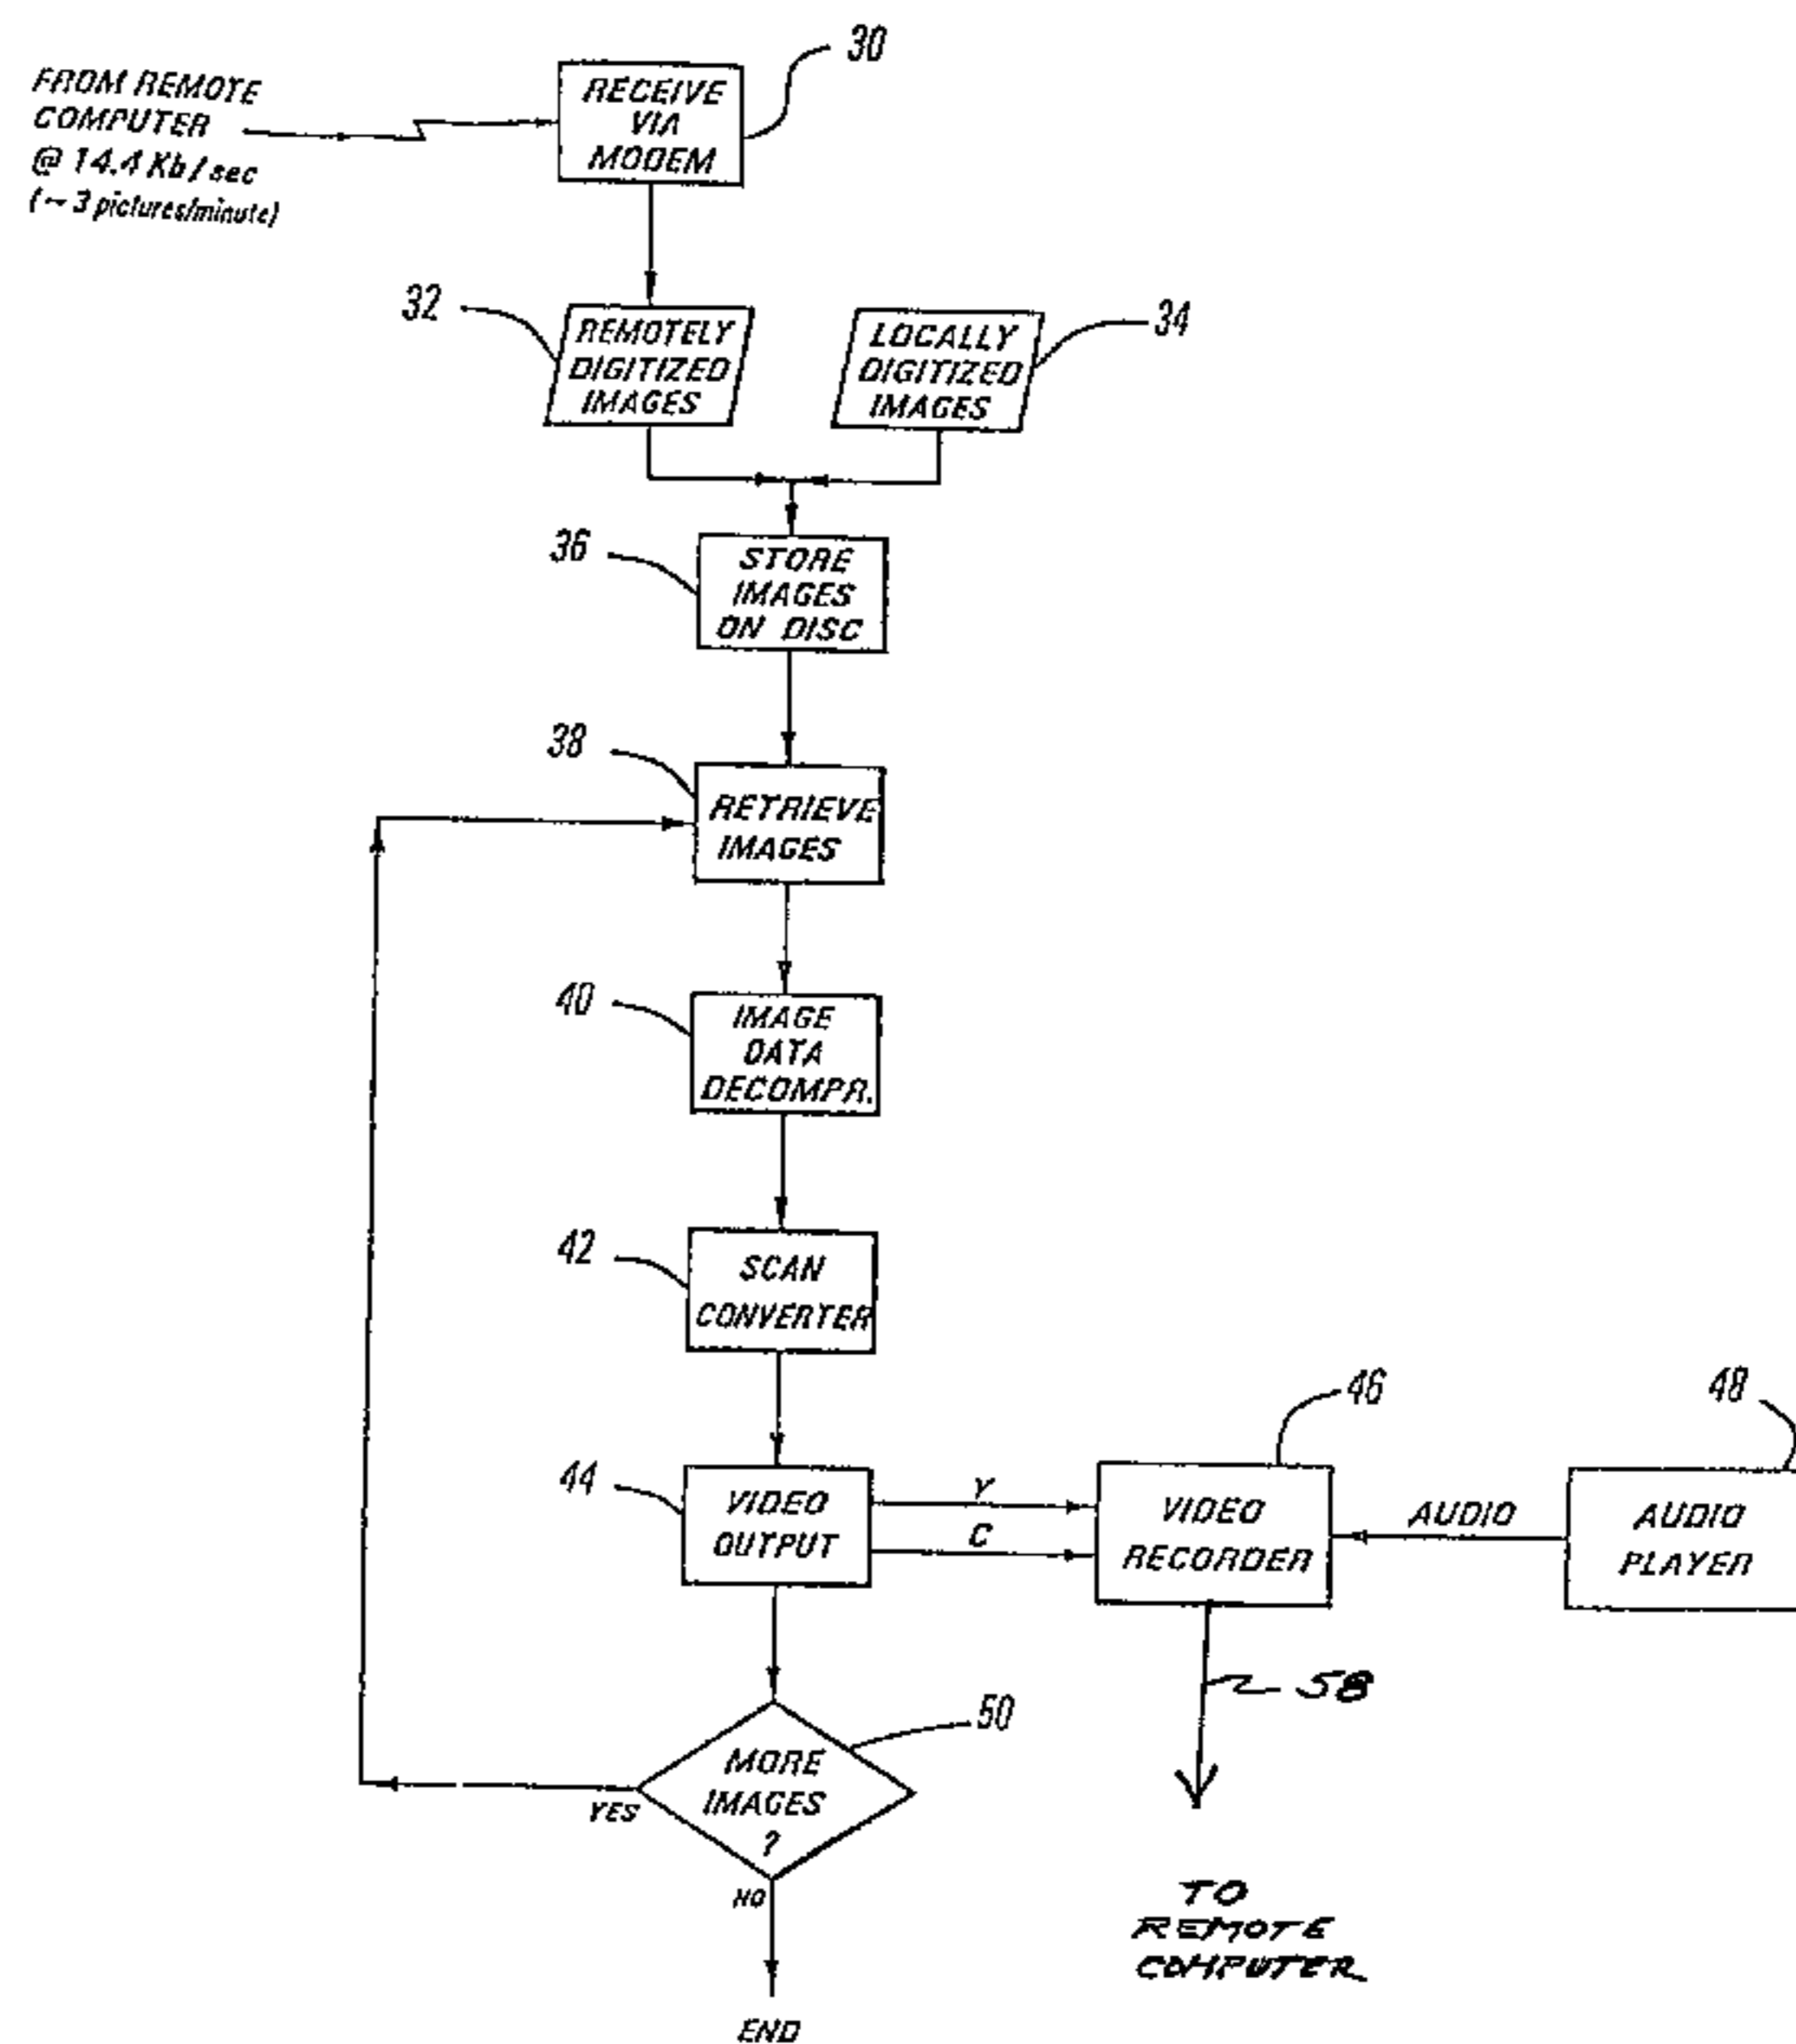 30
FROM REMOTE
COMPUTER
@ 14.4 Kb/sec
(~ 3 pictures/minute)
RECEIVE
VIA
MODEM
32
REMOTELY
DIGITIZED
IMAGES
LOCALLY
DIGITIZED
IMAGES
34
36
STORE
IMAGES
ON DISC
38
RETRIEVE
IMAGES
40
IMAGE
DATA
DECOMPR.
42
SCAN
CONVERTER
44
VIDEO
OUTPUT
Y
C
46
VIDEO
RECORDER
AUDIO
48
AUDIO
PLAYER
58
50
MORE
IMAGES
?
YES
NO
END
TO
REMOTE
COMPUTER